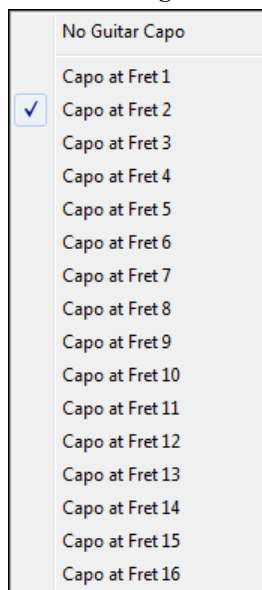 No Guitar Capo
Capo at Fret 1
Capo at Fret 2
Capo at Fret 3
Capo at Fret 4
Capo at Fret 5
Capo at Fret 6
Capo at Fret 7
Capo at Fret 8
Capo at Fret 9
Capo at Fret 10
Capo at Fret 11
Capo at Fret 12
Capo at Fret 13
Capo at Fret 14
Capo at Fret 15
Capo at Fret 16